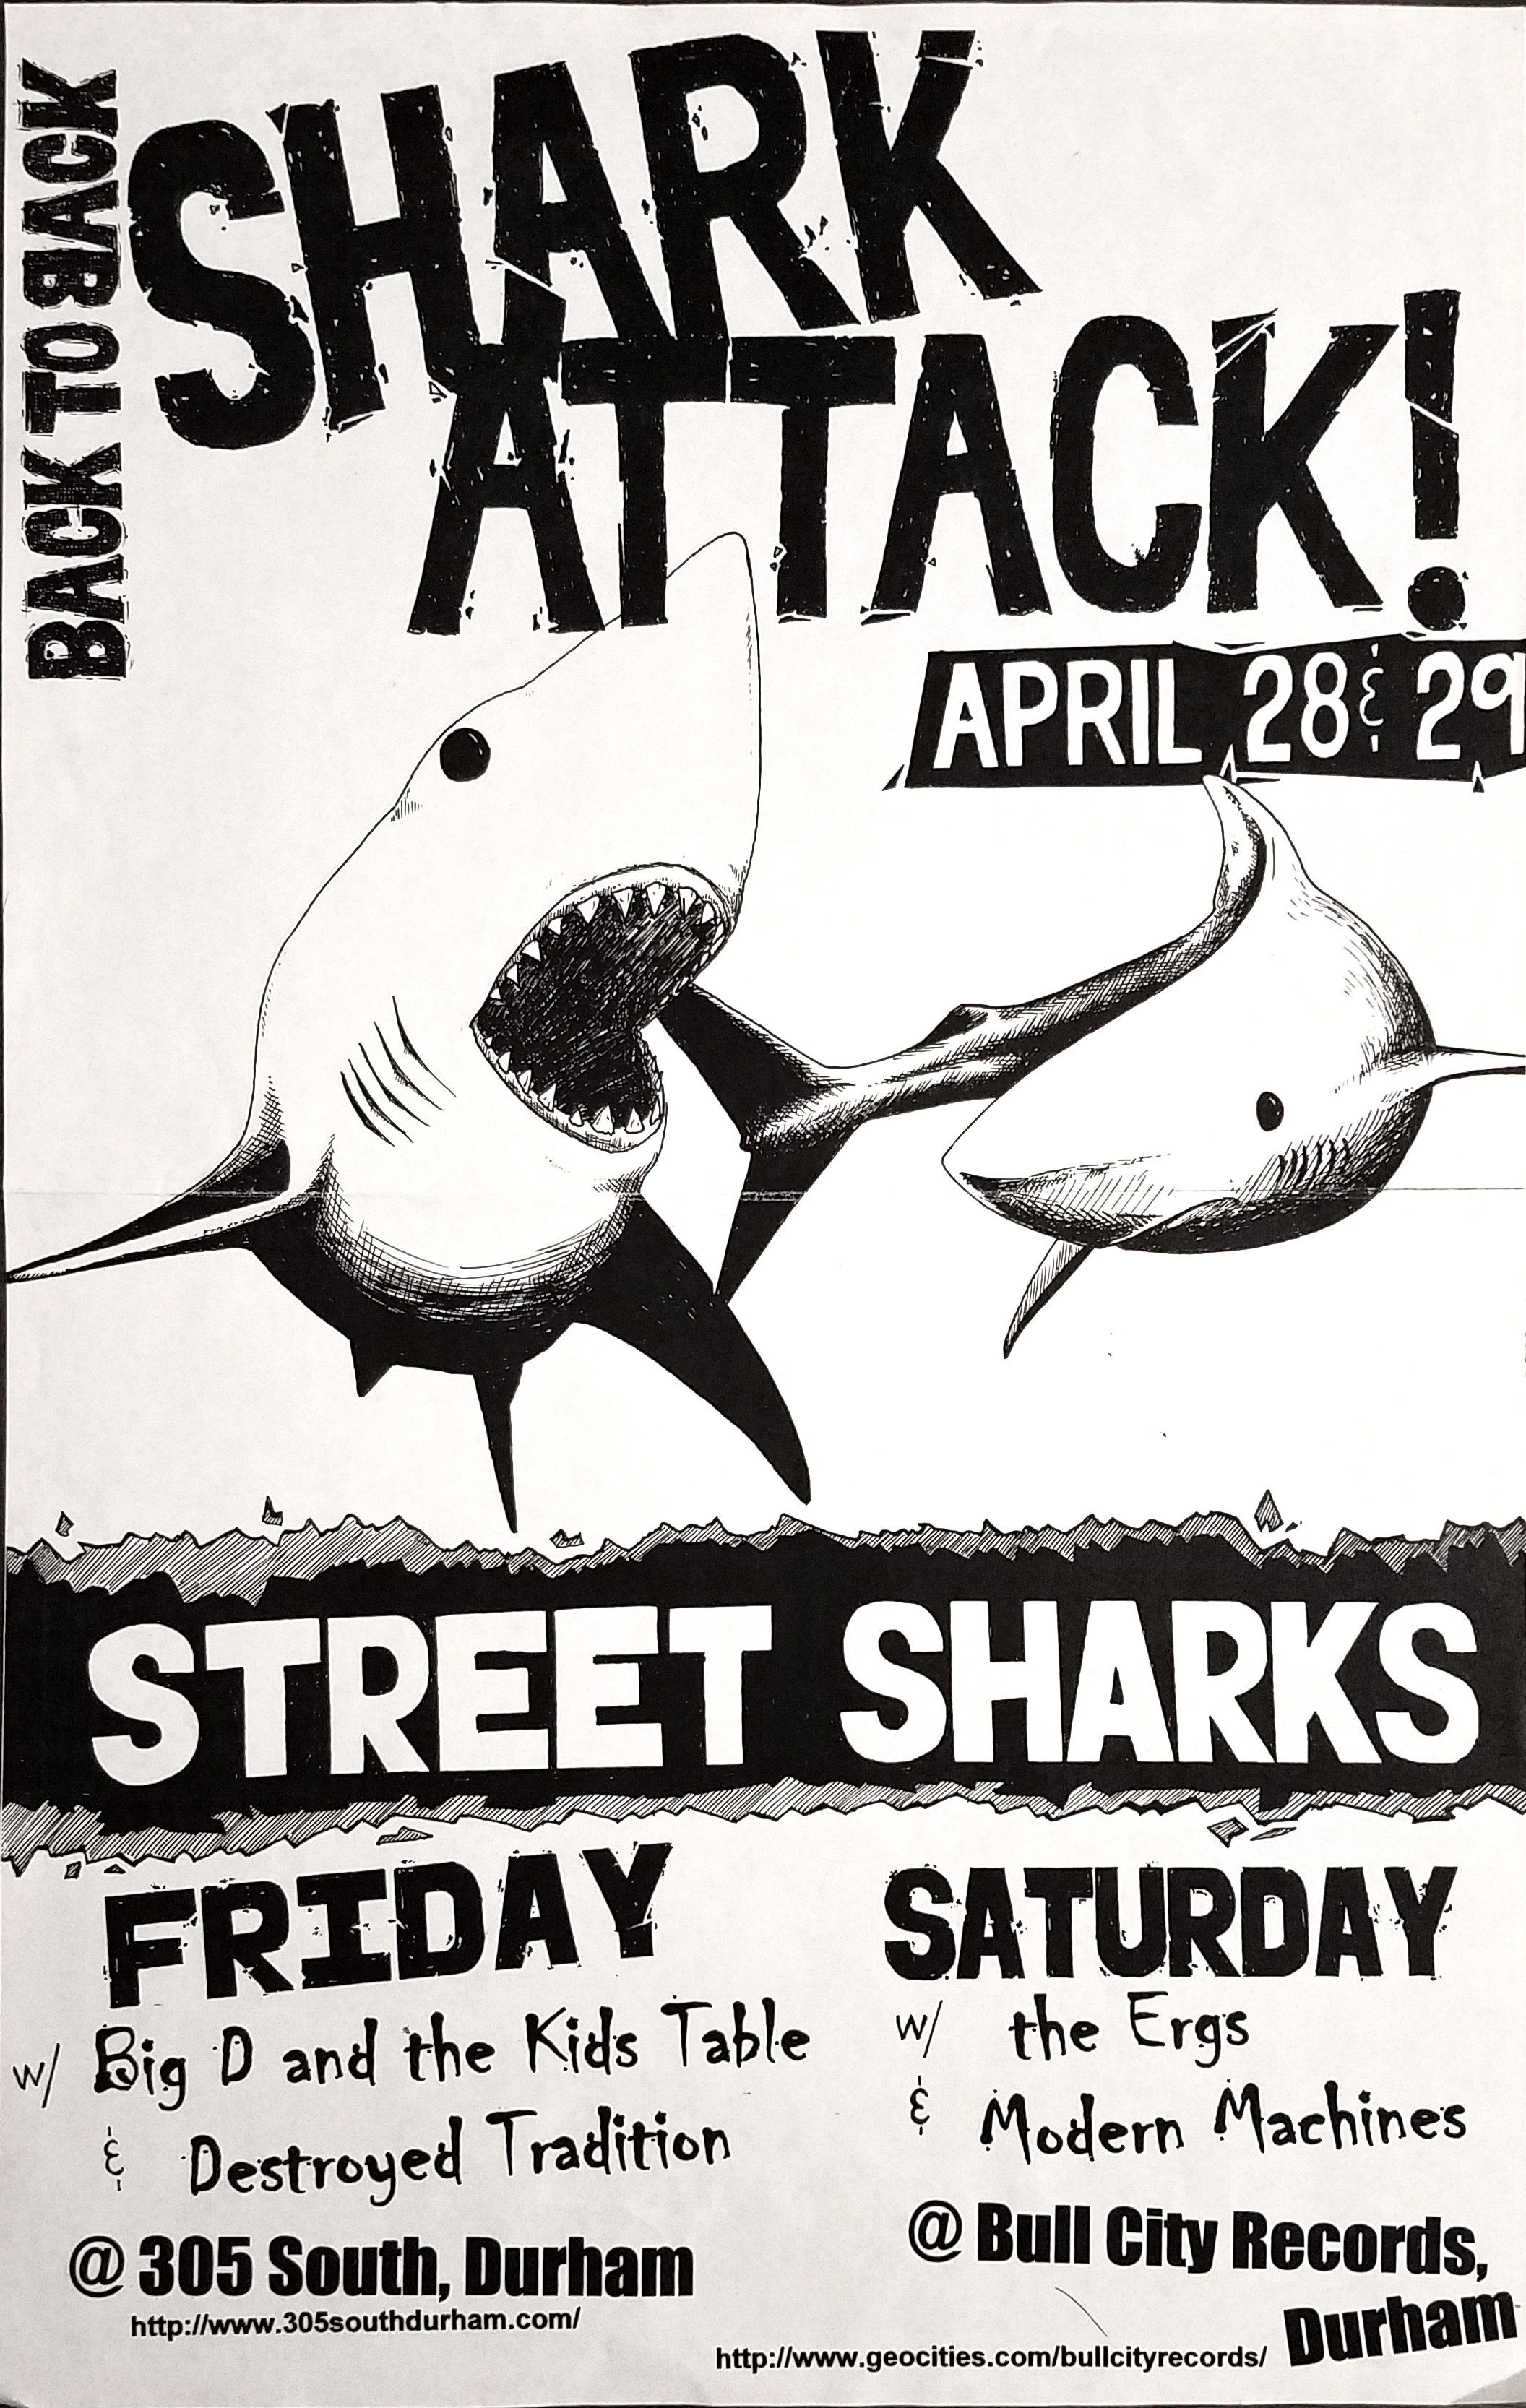 BACK TO BACK
SHARK
ATTACK!
APRIL 28 & 29
STREET SHARKS
FRIDAY
w/ Big D and the Kids Table
& Destroyed Tradition
@ 305 South, Durham
http://www.305southdurham.com/
SATURDAY
w/ the Ergs
& Modern Machines
@ Bull City Records,
Durham
http://www.geocities.com/bullcityrecords/